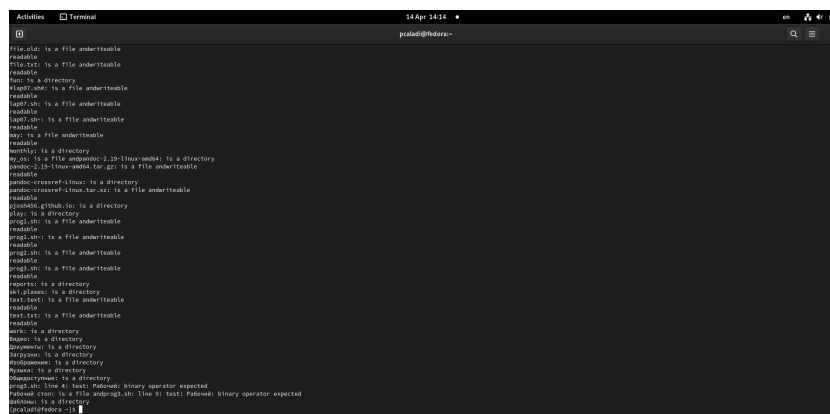 Activities Terminal 14 Apr 14:14 en
pcaladi@fedora:~
file.old: is a file andwriteable
readable
file.txt: is a file andwriteable
readable
fun: is a directory
#lap07.sh#: is a file andwriteable
readable
lap07.sh: is a file andwriteable
readable
lap07.sh~: is a file andwriteable
readable
may: is a file andwriteable
readable
monthly: is a directory
my_os: is a file andpandoc-2.19-linux-amd64: is a directory
pandoc-2.19-linux-amd64.tar.gz: is a file andwriteable
readable
pandoc-crossref-Linux: is a directory
pandoc-crossref-Linux.tar.xz: is a file andwriteable
readable
pjosh456.github.io: is a directory
play: is a directory
prog1.sh: is a file andwriteable
readable
prog1.sh~: is a file andwriteable
readable
prog2.sh: is a file andwriteable
readable
prog3.sh: is a file andwriteable
readable
reports: is a directory
ski.plases: is a directory
text.text: is a file andwriteable
readable
text.txt: is a file andwriteable
readable
work: is a directory
Видео: is a directory
Документы: is a directory
Загрузки: is a directory
Изображения: is a directory
Музыка: is a directory
Общедоступные: is a directory
prog3.sh: line 4: test: Рабочий: binary operator expected
Рабочий стол: is a file andprog3.sh: line 9: test: Рабочий: binary operator expected
Шаблоны: is a directory
[pcaladi@fedora ~]$